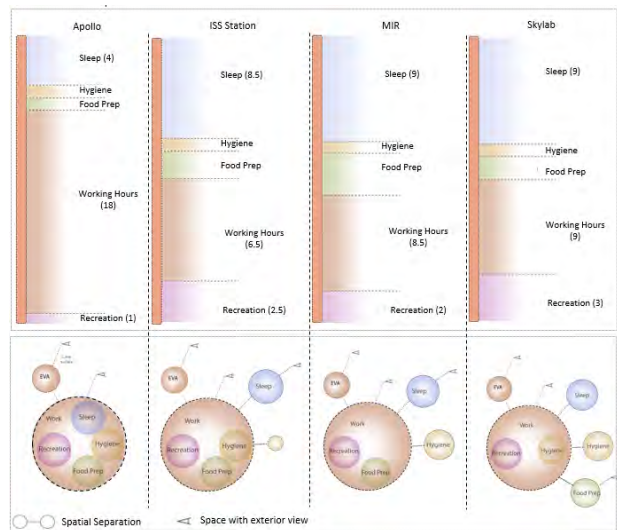 Apollo
Sleep (4)
Hygiene
Food Prep
Working Hours
(18)
Recreation (1)
ISS Station
Sleep (8.5)
Hygiene
Food Prep
Working Hours
(6.5)
Recreation (2.5)
MIR
Sleep (9)
Hygiene
Food Prep
Working Hours
(8.5)
Recreation (2)
Skylab
Sleep (9)
Hygiene
Food Prep
Working Hours
(9)
Recreation (3)
EVA
Work
Sleep
Recreation
Hygiene
Food Prep
EVA
Sleep
Work
Recreation
Hygiene
Food Prep
EVA
Sleep
Work
Hygiene
Recreation
Food Prep
EVA
Sleep
Work
Recreation
Hygiene
Hygiene
Food Prep
Spatial Separation
Space with exterior view